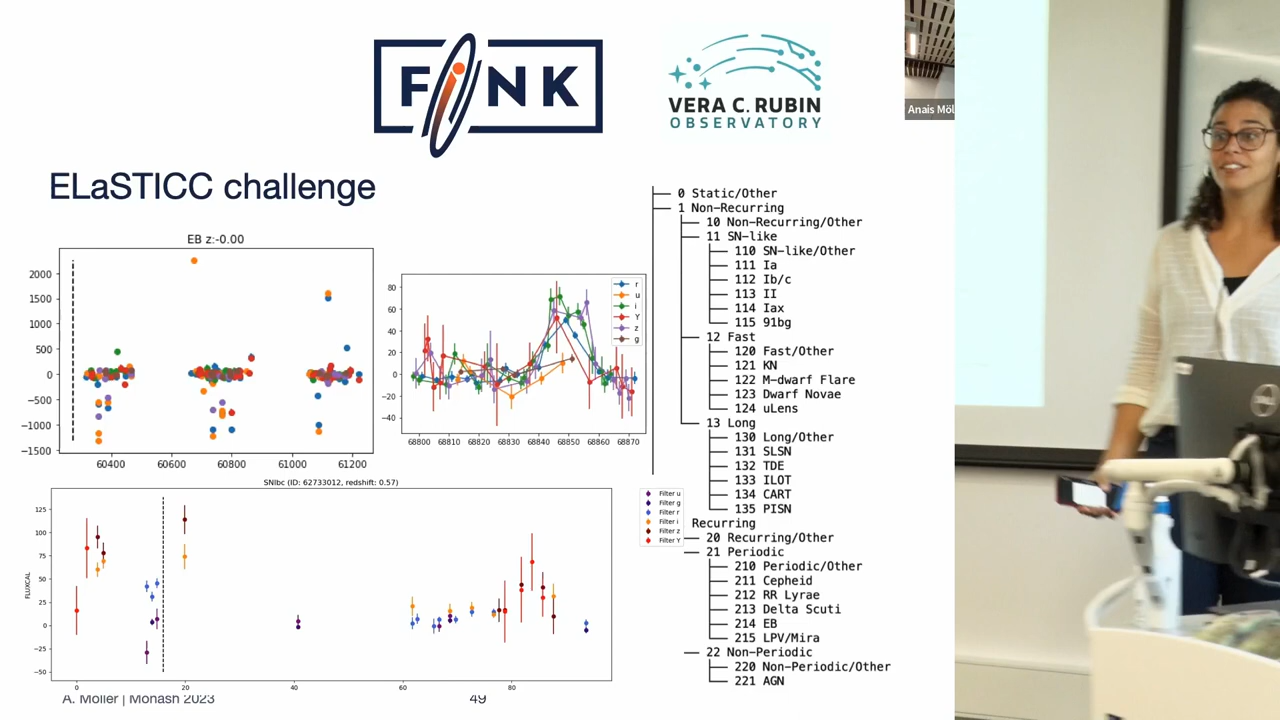 FINK
VERA C. RUBIN
OBSERVATORY
Anais Möl
ELaSTICC challenge
EB z:-0.00
2000
1500
1000
500
0
−500
−1000
−1500
60400
60600
60800
61000
61200
80
60
40
20
0
−20
−40
r
u
i
Y
z
g
68800
68810
68820
68830
68840
68850
68860
68870
SNIbc (ID: 62733012, redshift: 0.57)
FLUXCAL
125
100
75
50
25
0
−25
−50
0
20
40
60
80
Filter u
Filter g
Filter r
Filter i
Filter z
Filter Y
0 Static/Other
1 Non-Recurring
10 Non-Recurring/Other
11 SN-like
110 SN-like/Other
111 Ia
112 Ib/c
113 II
114 Iax
115 91bg
12 Fast
120 Fast/Other
121 KN
122 M-dwarf Flare
123 Dwarf Novae
124 uLens
13 Long
130 Long/Other
131 SLSN
132 TDE
133 ILOT
134 CART
135 PISN
Recurring
20 Recurring/Other
21 Periodic
210 Periodic/Other
211 Cepheid
212 RR Lyrae
213 Delta Scuti
214 EB
215 LPV/Mira
22 Non-Periodic
220 Non-Periodic/Other
221 AGN
A. Möller | Monash 2023
49